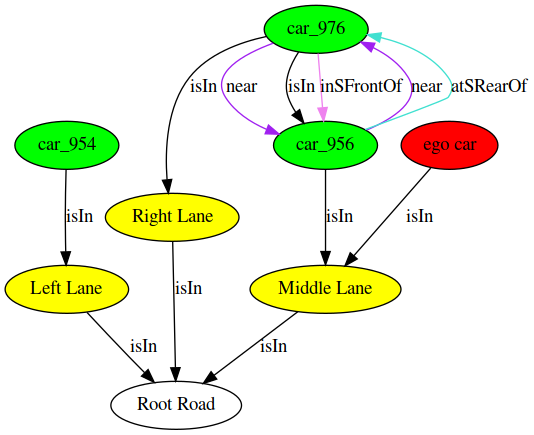 car_976
isIn near isIn inSFrontOf near atSRearOf
car_954 car_956 ego car
isIn Right Lane isIn isIn
Left Lane isIn Middle Lane
isIn isIn
Root Road